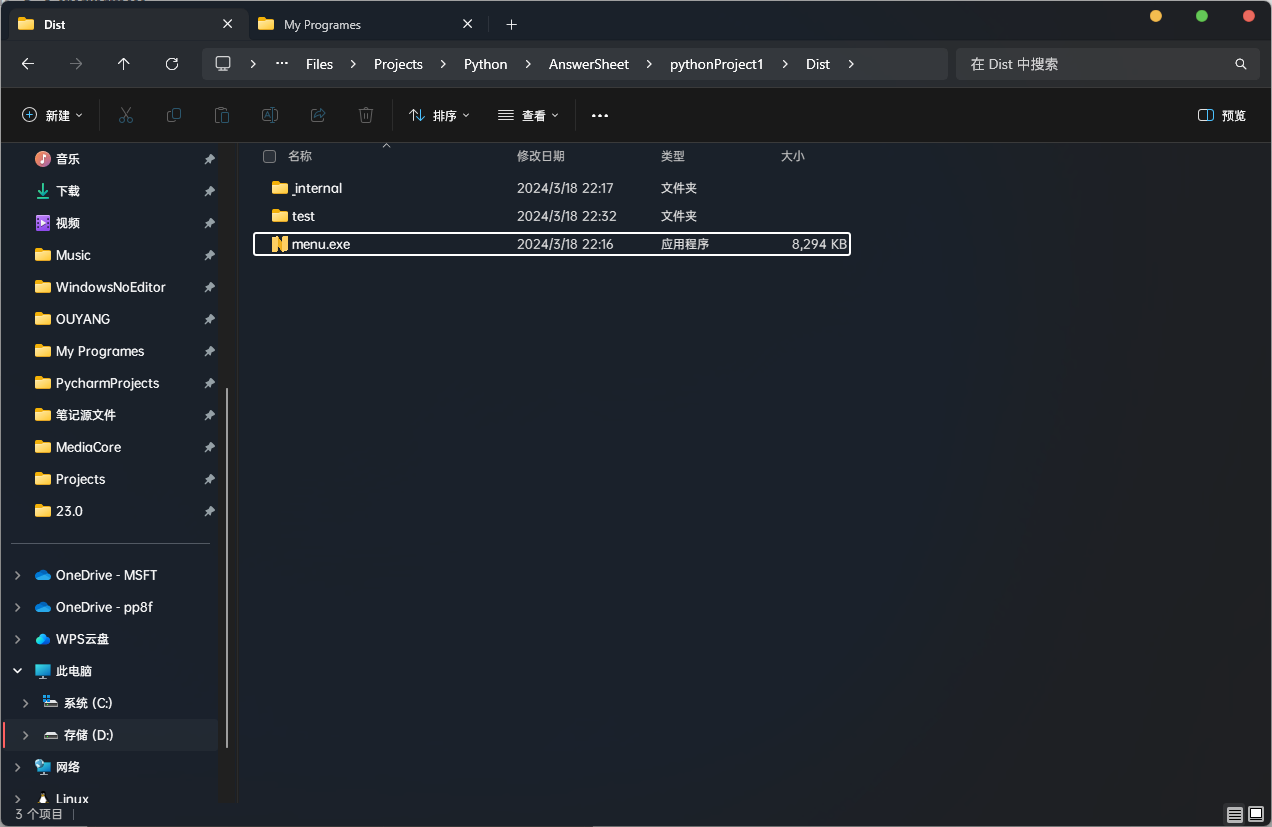 Dist
My Programes
Files
Projects
Python
AnswerSheet
pythonProject1
Dist
在 Dist 中搜索
新建
排序
查看
预览
音乐
下载
视频
Music
WindowsNoEditor
OUYANG
My Programes
PycharmProjects
笔记源文件
MediaCore
Projects
23.0
OneDrive - MSFT
OneDrive - pp8f
WPS云盘
此电脑
系统 (C:)
存储 (D:)
网络
Linux
名称 修改日期 类型 大小
_internal 2024/3/18 22:17 文件夹
test 2024/3/18 22:32 文件夹
menu.exe 2024/3/18 22:16 应用程序 8,294 KB
3 个项目